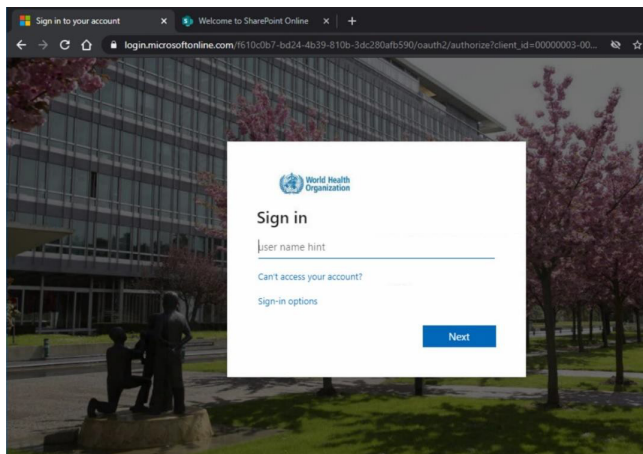 Sign in to your account
Welcome to SharePoint Online
login.microsoftonline.com/f610c0b7-bd24-4b39-810b-3dc280afb590/oauth2/authorize?client_id=00000003-00...
World Health
Organization
Sign in
user name hint
Can't access your account?
Sign-in options
Next